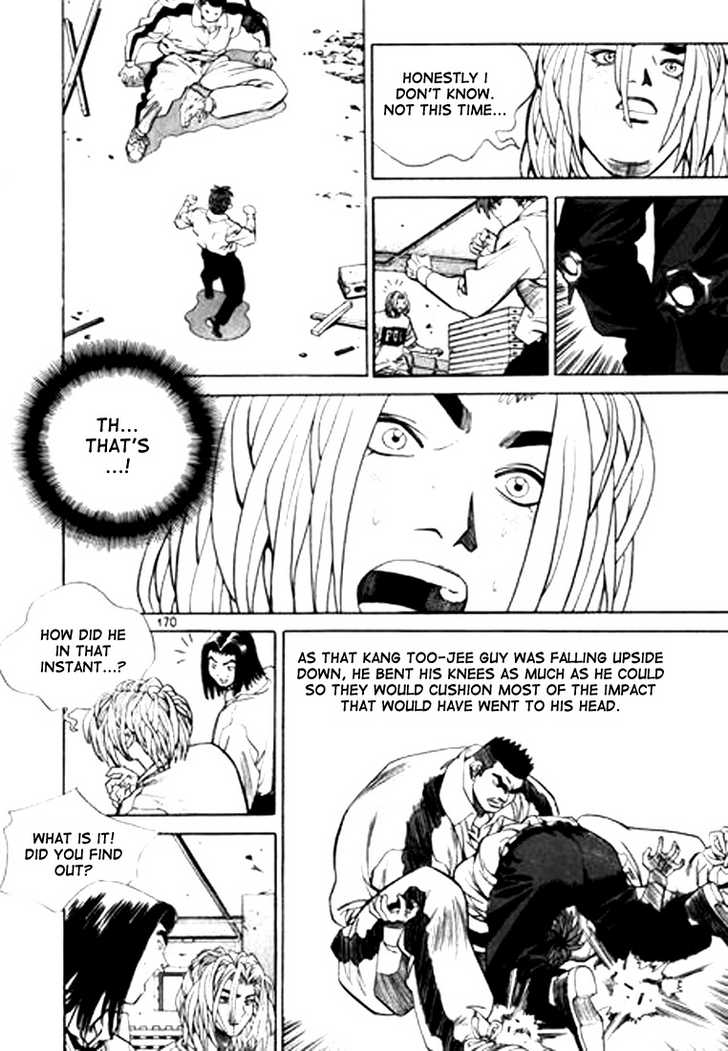 HONESTLY I
DON'T KNOW.
NOT THIS TIME...
TH...
THAT'S
...!
170
HOW DID HE
IN THAT
INSTANT...?
AS THAT KANG TOO-JEE GUY WAS FALLING UPSIDE
DOWN, HE BENT HIS KNEES AS MUCH AS HE COULD
SO THEY WOULD CUSHION MOST OF THE IMPACT
THAT WOULD HAVE WENT TO HIS HEAD.
WHAT IS IT!
DID YOU FIND
OUT?